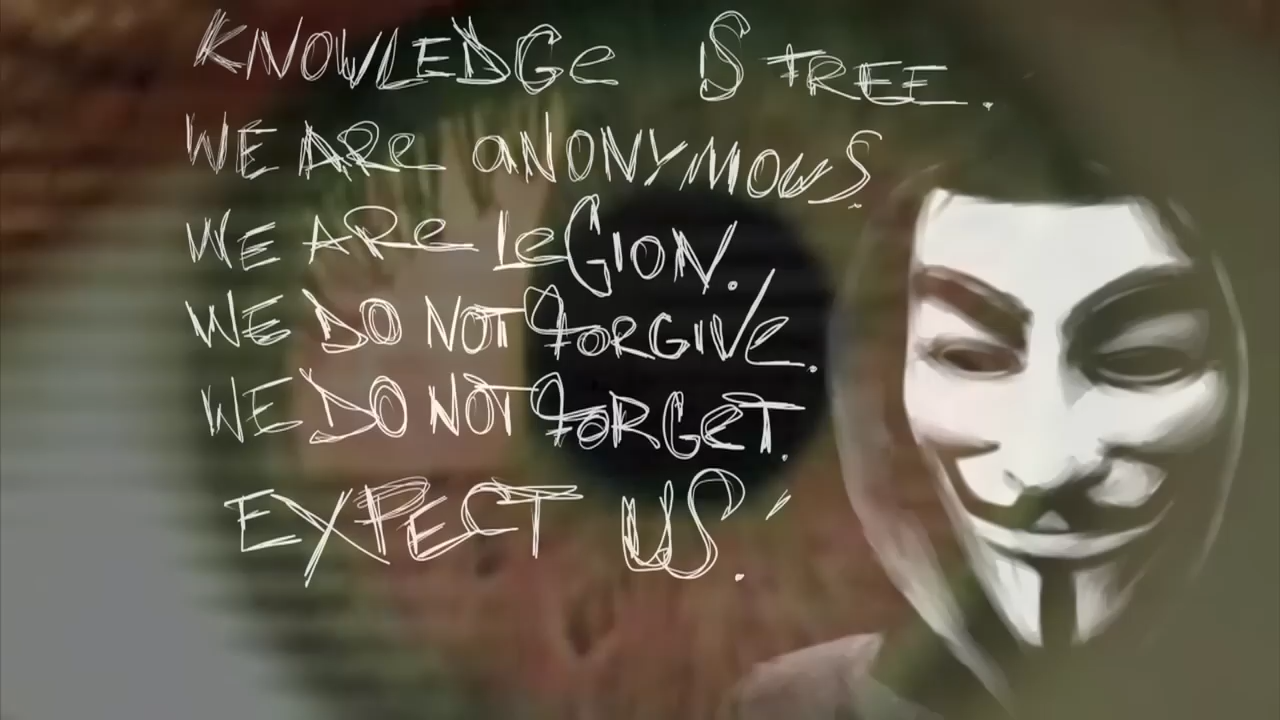 KNOWLEDGe IS FREE.
WE ARe aNONYMOUS.
WE ARe LeGION.
WE DO NOT FORGIVE.
WE DO NOT FORGeT.
EXPeCT US.